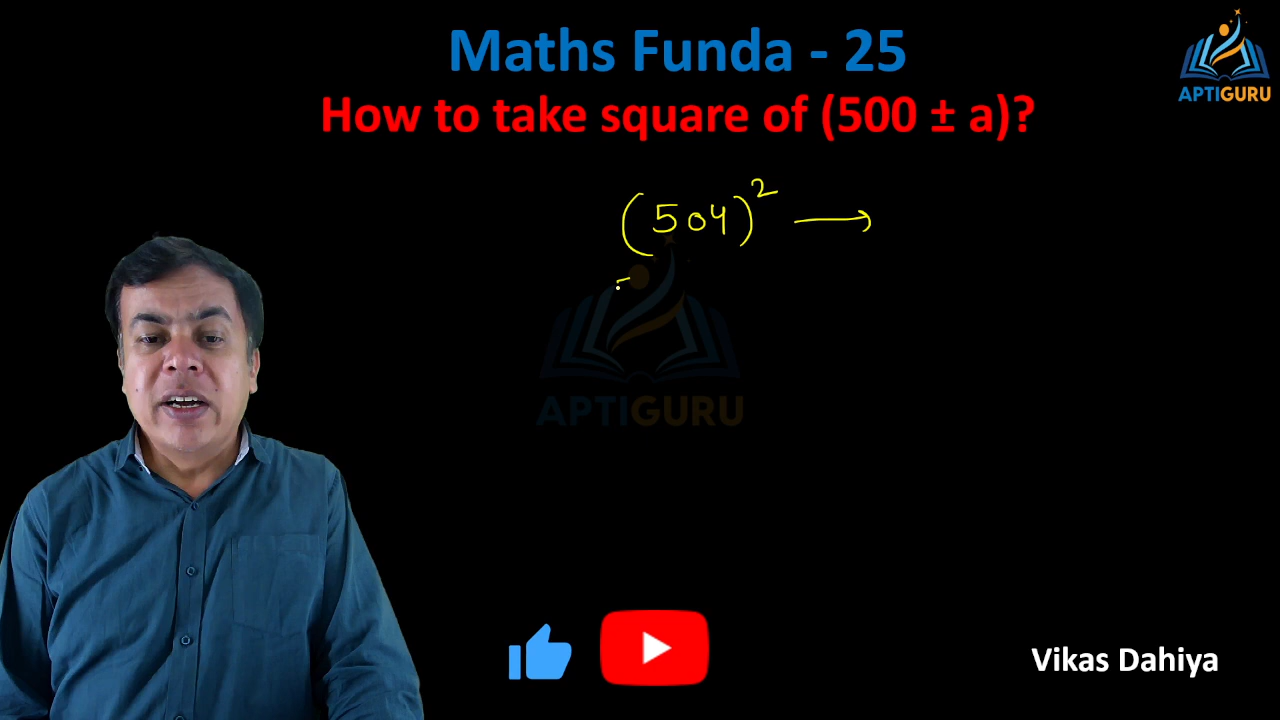 Maths Funda - 25
APTIGURU
How to take square of (500 ± a)?
(504)² →
APTIGURU
Vikas Dahiya